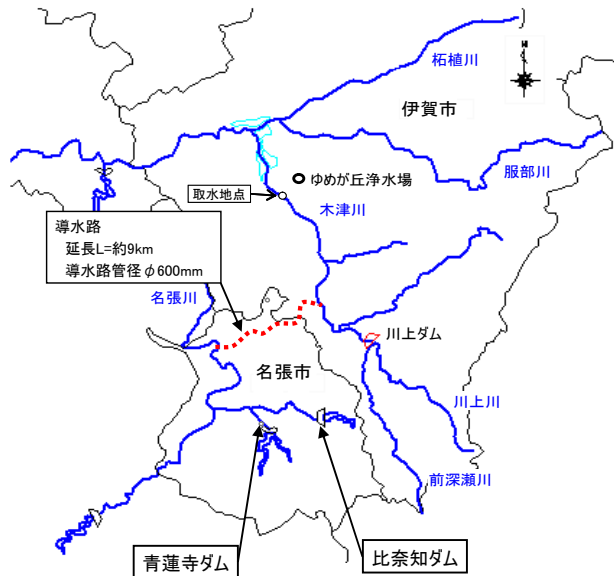 柘植川
N
伊賀市
服部川
ゆめが丘浄水場
取水地点
木津川
導水路
延長L=約9km
導水路管径φ600mm
名張川
川上ダム
名張市
川上川
前深瀬川
青蓮寺ダム
比奈知ダム